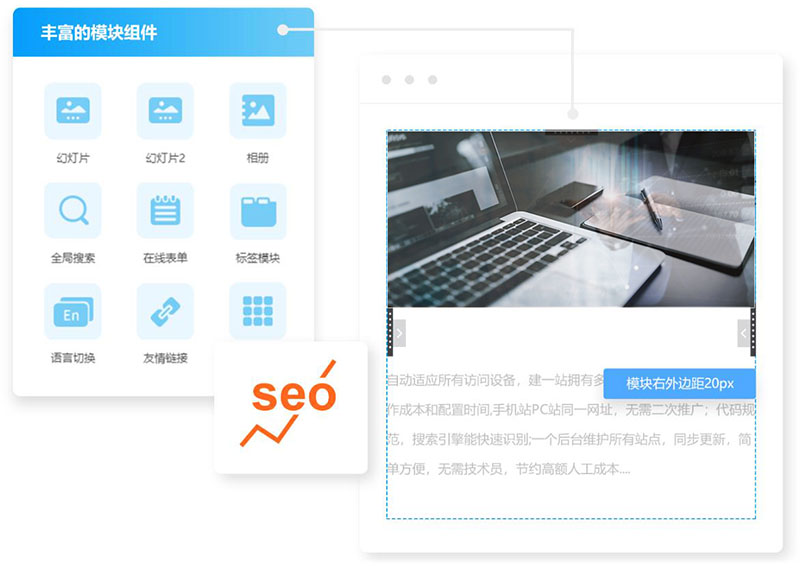 丰富的模块组件
幻灯片
幻灯片2
相册
全局搜索
在线表单
标签模块
En
语言切换
友情链接
seo
模块右外边距20px
自动适应所有访问设备，建一站拥有多
作成本和配置时间,手机站PC站同一网址，无需二次推广；代码规
范，搜索引擎能快速识别;一个后台维护所有站点，同步更新，简
单方便，无需技术员，节约高额人工成本....